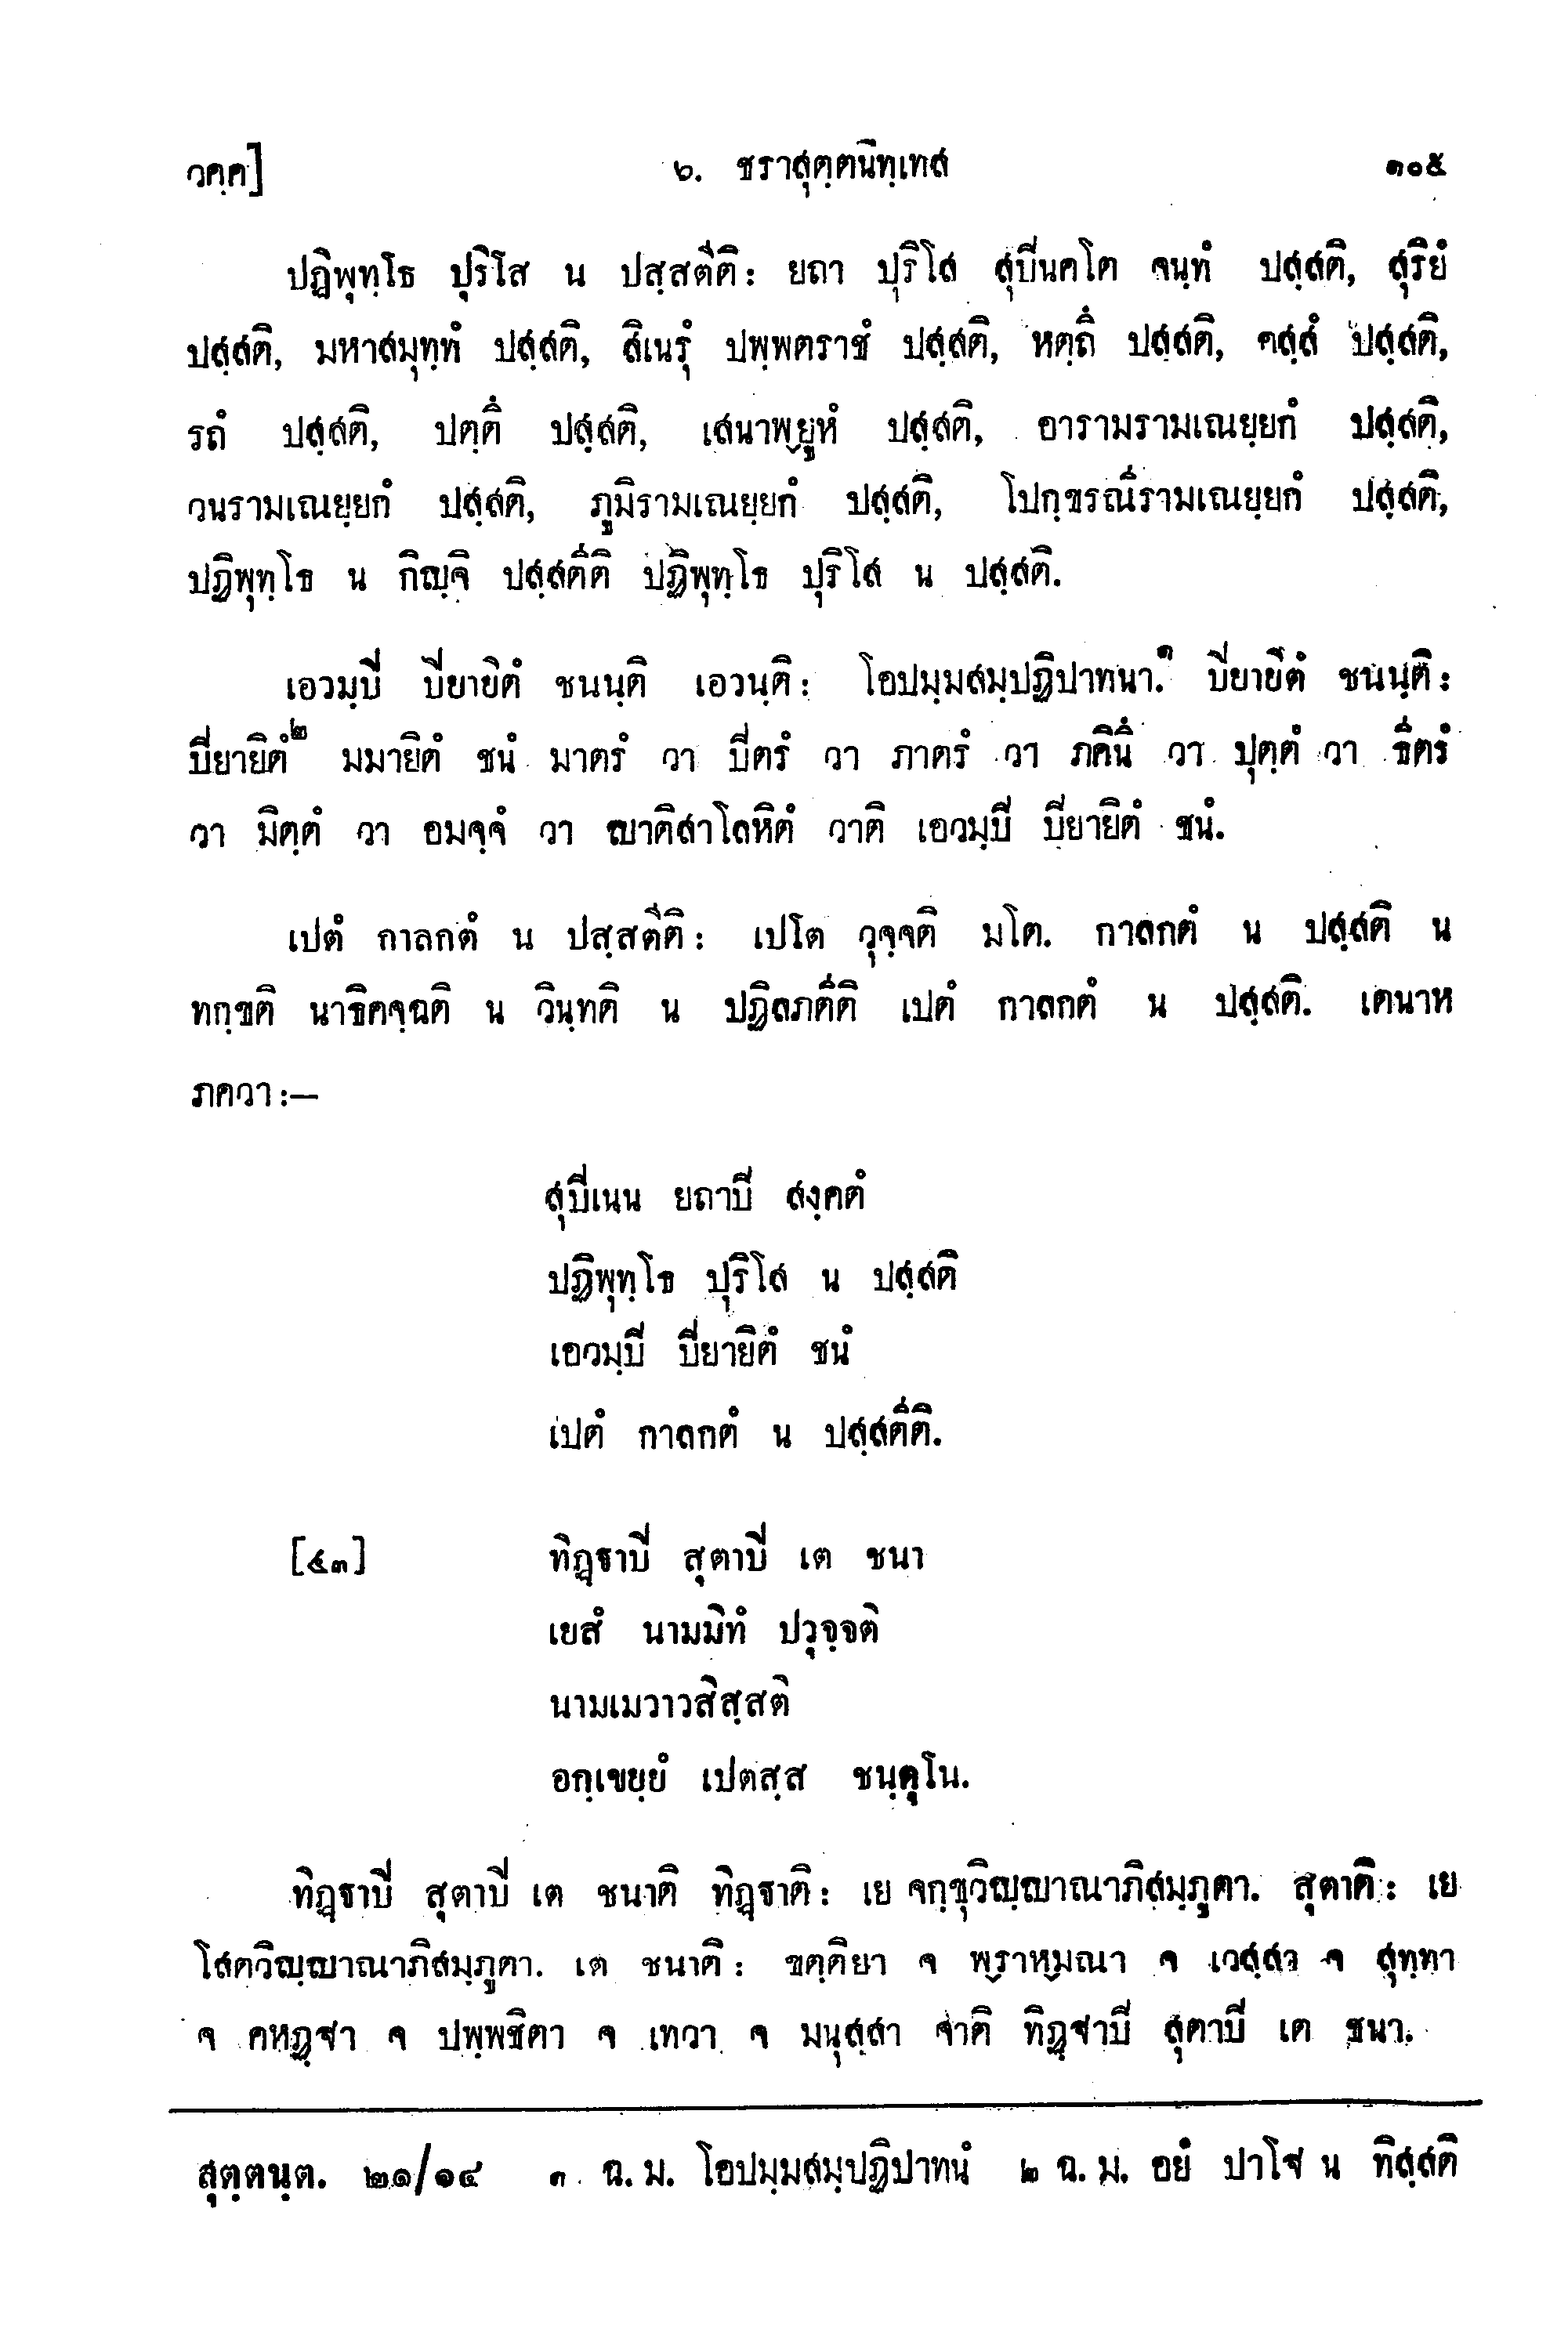 วคฺค]	๖. ชราสุตฺตนิทฺเทส	๑๐๕
ปฏิพุทฺโธ ปุริโส น ปสฺสตีติ: ยถา ปุริโส สุปินคโต จนฺทํ ปสฺสติ, สุริยํ
ปสฺสติ, มหาสมุทฺทํ ปสฺสติ, สิเนรุํ ปพฺพตราชํ ปสฺสติ, หตฺถึ ปสฺสติ, อสฺสํ ปสฺสติ,
รถํ ปสฺสติ, ปตฺตึ ปสฺสติ, เสนาพฺยูหํ ปสฺสติ, อารามรามเณยฺยกํ ปสฺสติ,
วนรามเณยฺยกํ ปสฺสติ, ภูมิรามเณยฺยกํ ปสฺสติ, โปกฺขรณีรามเณยฺยกํ ปสฺสติ,
ปฏิพุทฺโธ น กิญฺจิ ปสฺสตีติ ปฏิพุทฺโธ ปุริโส น ปสฺสติ.
เอวมฺปิ ปิยายิตํ ชนนฺติ เอวนฺติ: โอปมฺมสมฺปฏิปาทนา.๑ ปิยายิตํ ชนนฺติ:
ปิยายิตํ๒ มมายิตํ ชนํ มาตรํ วา ปิตรํ วา ภาตรํ วา ภคินึ วา ปุตฺตํ วา ธีตรํ
วา มิตฺตํ วา อมจฺจํ วา ญาติสาโลหิตํ วาติ เอวมฺปิ ปิยายิตํ ชนํ.
เปตํ กาลกตํ น ปสฺสตีติ: เปโต วุจฺจติ มโต. กาลกตํ น ปสฺสติ น
ทกฺขติ นาธิคจฺฉติ น วินฺทติ น ปฏิลภตีติ เปตํ กาลกตํ น ปสฺสติ. เตนาห
ภควา:—
สุปิเนน ยถาปิ สงฺคตํ
ปฏิพุทฺโธ ปุริโส น ปสฺสติ
เอวมฺปิ ปิยายิตํ ชนํ
เปตํ กาลกตํ น ปสฺสตีติ.
[๔๓]	ทิฏฺฐาปิ สุตาปิ เต ชนา
เยสํ นามมิทํ ปวุจฺจติ
นามเมวาวสิสฺสติ
อกฺเขยฺยํ เปตสฺส ชนฺตุโน.
ทิฏฺฐาปิ สุตาปิ เต ชนาติ ทิฏฺฐาติ: เย จกฺขุวิญฺญาณาภิสมฺภูตา. สุตาติ: เย
โสตวิญฺญาณาภิสมฺภูตา. เต ชนาติ: ขตฺติยา จ พฺราหฺมณา จ เวสฺสา จ สุทฺทา
จ คหฏฺฐา จ ปพฺพชิตา จ เทวา จ มนุสฺสา จาติ ทิฏฺฐาปิ สุตาปิ เต ชนา.
สุตฺตนฺต. ๒๑/๑๔	๑ ฉ. ม. โอปมฺมสมฺปฏิปาทนํ	๒ ฉ. ม. อยํ ปาโฐ น ทิสฺสติ